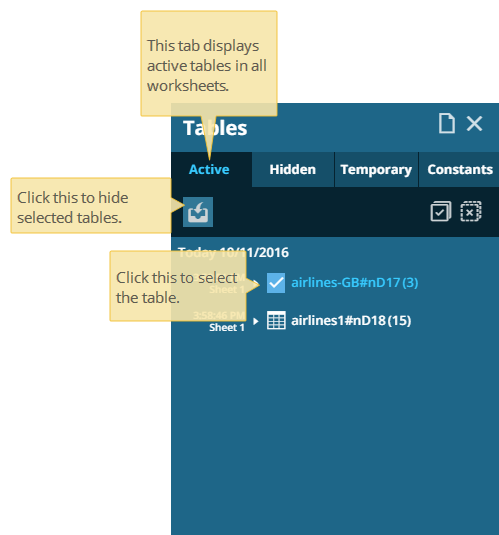 This tab displays
active tables in all
worksheets.
Tables
Active
Hidden
Temporary
Constants
Click this to hide
selected tables.
Today 10/11/2016
Click this to select
the table.
Sheet 1
airlines-GB#nD17 (3)
3:58:46 PM
Sheet 1
airlines1#nD18 (15)